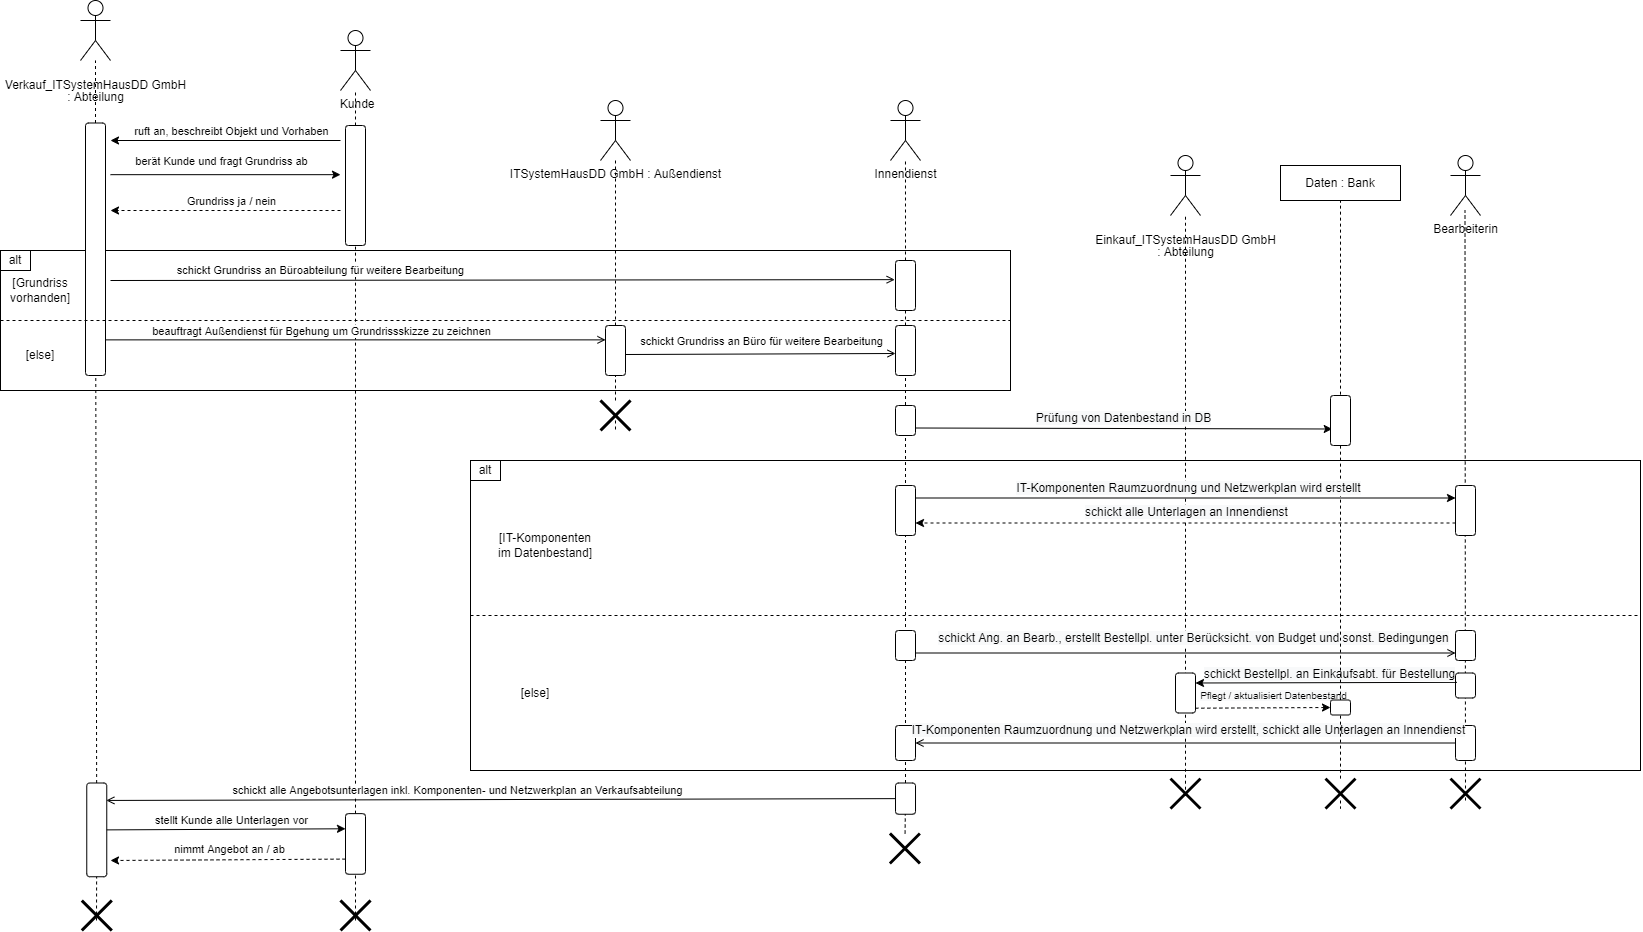 Verkauf_ITSystemHausDD GmbH
: Abteilung
Kunde
ITSystemHausDD GmbH : Außendienst
Innendienst
Einkauf_ITSystemHausDD GmbH
: Abteilung
Daten : Bank
Bearbeiterin
ruft an, beschreibt Objekt und Vorhaben
berät Kunde und fragt Grundriss ab
Grundriss ja / nein
alt
[Grundriss
vorhanden]
schickt Grundriss an Büroabteilung für weitere Bearbeitung
[else]
beauftragt Außendienst für Bgehung um Grundrissskizze zu zeichnen
schickt Grundriss an Büro für weitere Bearbeitung
Prüfung von Datenbestand in DB
alt
[IT-Komponenten
im Datenbestand]
IT-Komponenten Raumzuordnung und Netzwerkplan wird erstellt
schickt alle Unterlagen an Innendienst
[else]
schickt Ang. an Bearb., erstellt Bestellpl. unter Berücksicht. von Budget und sonst. Bedingungen
schickt Bestellpl. an Einkaufsabt. für Bestellung
Pflegt / aktualisiert Datenbestand
IT-Komponenten Raumzuordnung und Netzwerkplan wird erstellt, schickt alle Unterlagen an Innendienst
schickt alle Angebotsunterlagen inkl. Komponenten- und Netzwerkplan an Verkaufsabteilung
stellt Kunde alle Unterlagen vor
nimmt Angebot an / ab